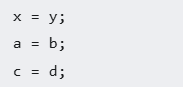 x = y;
a = b;
c = d;